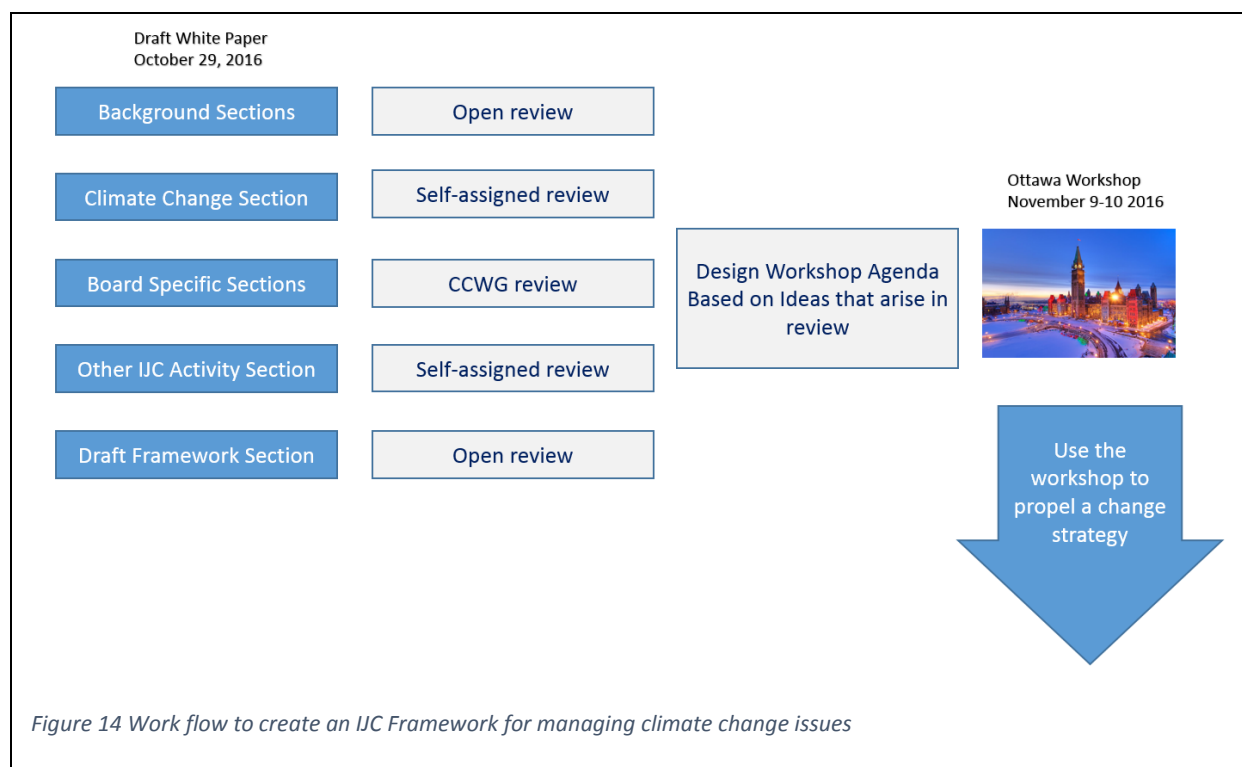 Draft White Paper
October 29, 2016
Background Sections
Open review
Climate Change Section
Self-assigned review
Board Specific Sections
CCWG review
Other IJC Activity Section
Self-assigned review
Draft Framework Section
Open review
Design Workshop Agenda
Based on Ideas that arise in
review
Ottawa Workshop
November 9-10 2016
Use the
workshop to
propel a change
strategy
Figure 14 Work flow to create an IJC Framework for managing climate change issues